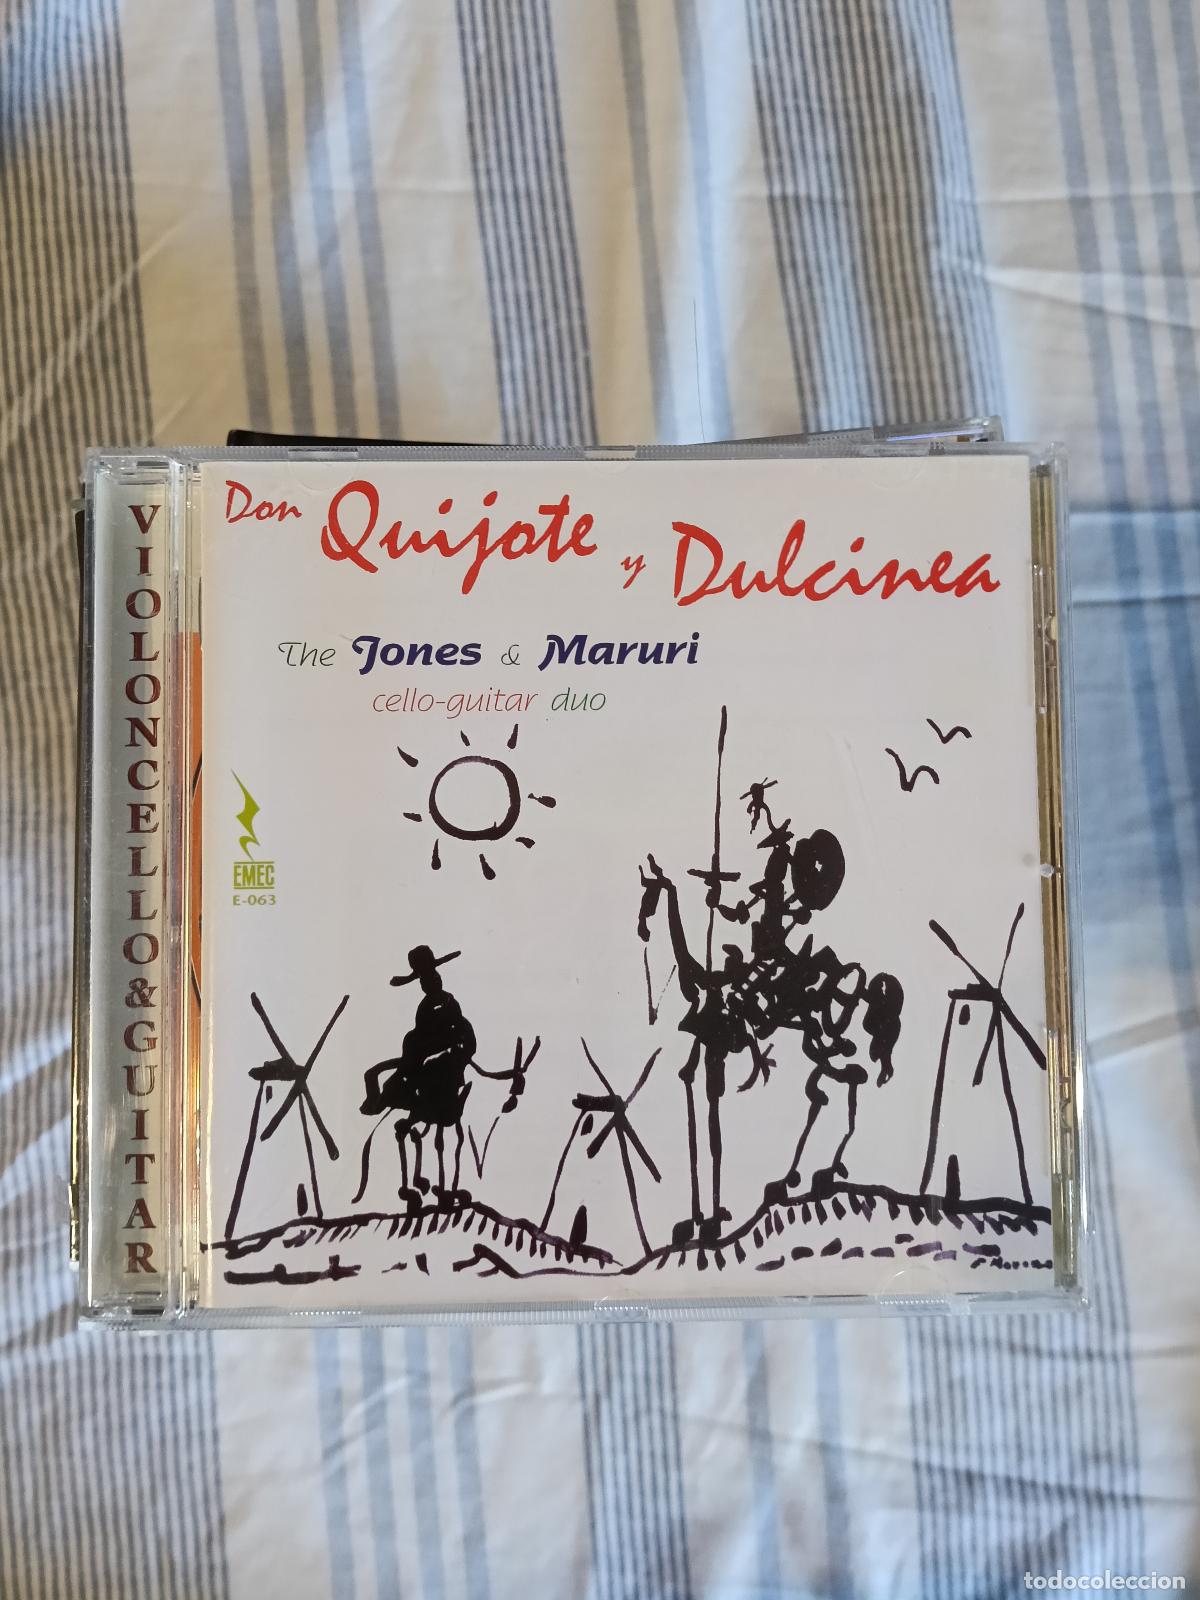 Don Quijote y Dulcinea
The Jones & Maruri
cello-guitar duo
EMEC
E-063
VIOLONCELLO&GUITAR
todocoleccion